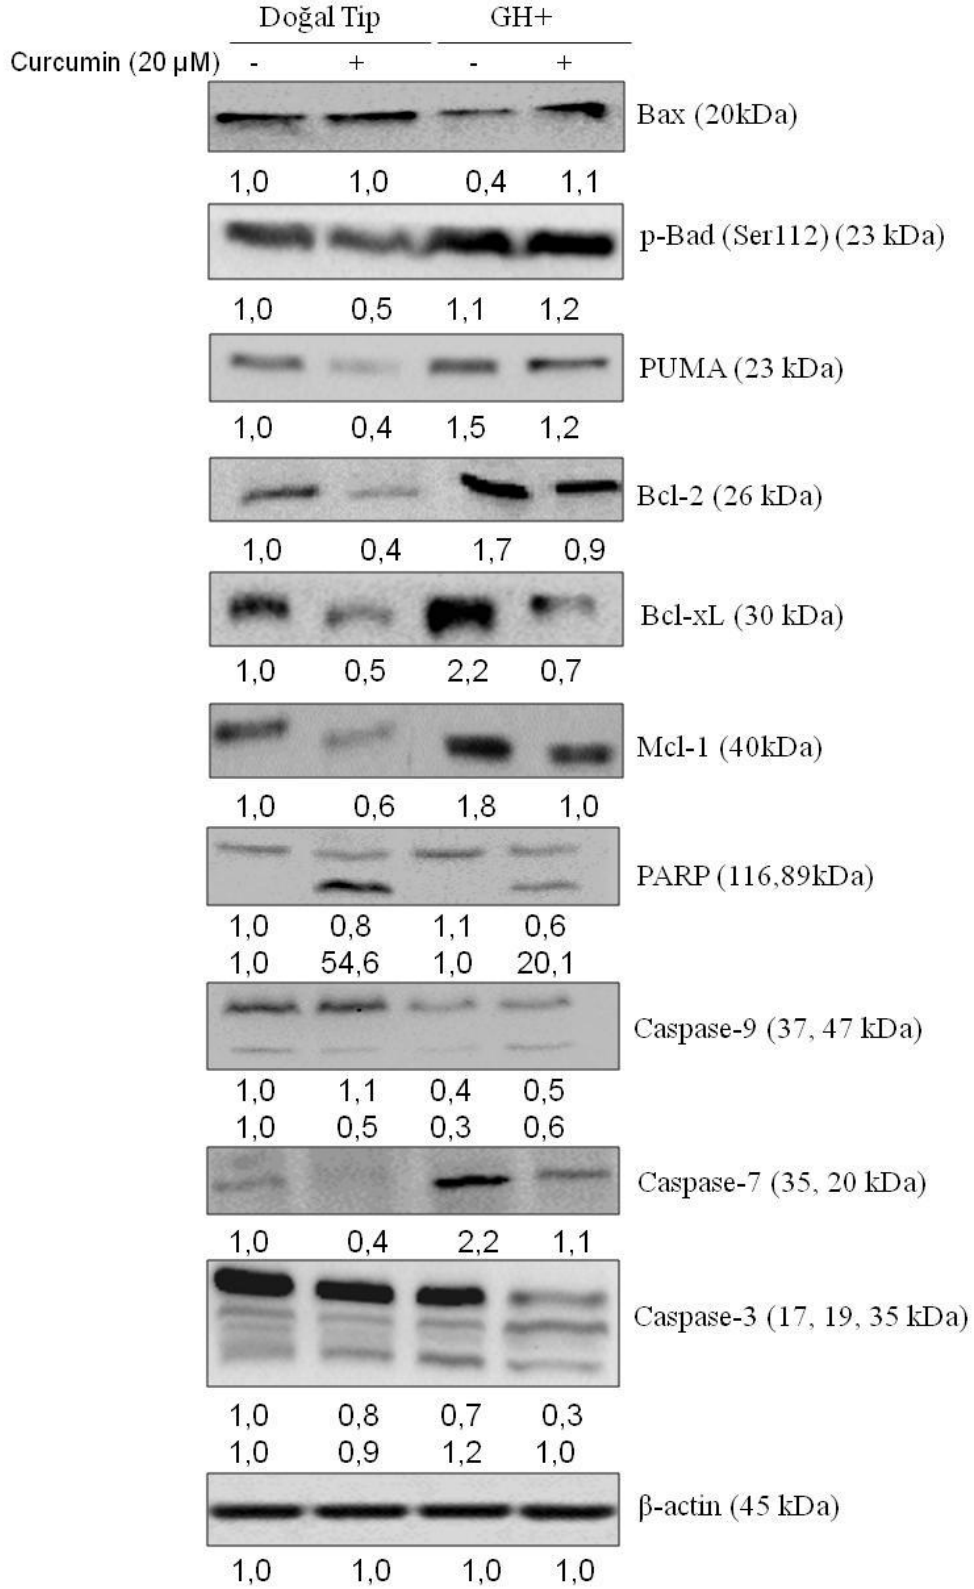 Doğal Tip GH+
Curcumin (20 µM) - + - +
Bax (20kDa)
1,0 1,0 0,4 1,1
p-Bad (Ser112) (23 kDa)
1,0 0,5 1,1 1,2
PUMA (23 kDa)
1,0 0,4 1,5 1,2
Bcl-2 (26 kDa)
1,0 0,4 1,7 0,9
Bcl-xL (30 kDa)
1,0 0,5 2,2 0,7
Mcl-1 (40kDa)
1,0 0,6 1,8 1,0
PARP (116,89kDa)
1,0 0,8 1,1 0,6
1,0 54,6 1,0 20,1
Caspase-9 (37, 47 kDa)
1,0 1,1 0,4 0,5
1,0 0,5 0,3 0,6
Caspase-7 (35, 20 kDa)
1,0 0,4 2,2 1,1
Caspase-3 (17, 19, 35 kDa)
1,0 0,8 0,7 0,3
1,0 0,9 1,2 1,0
β-actin (45 kDa)
1,0 1,0 1,0 1,0